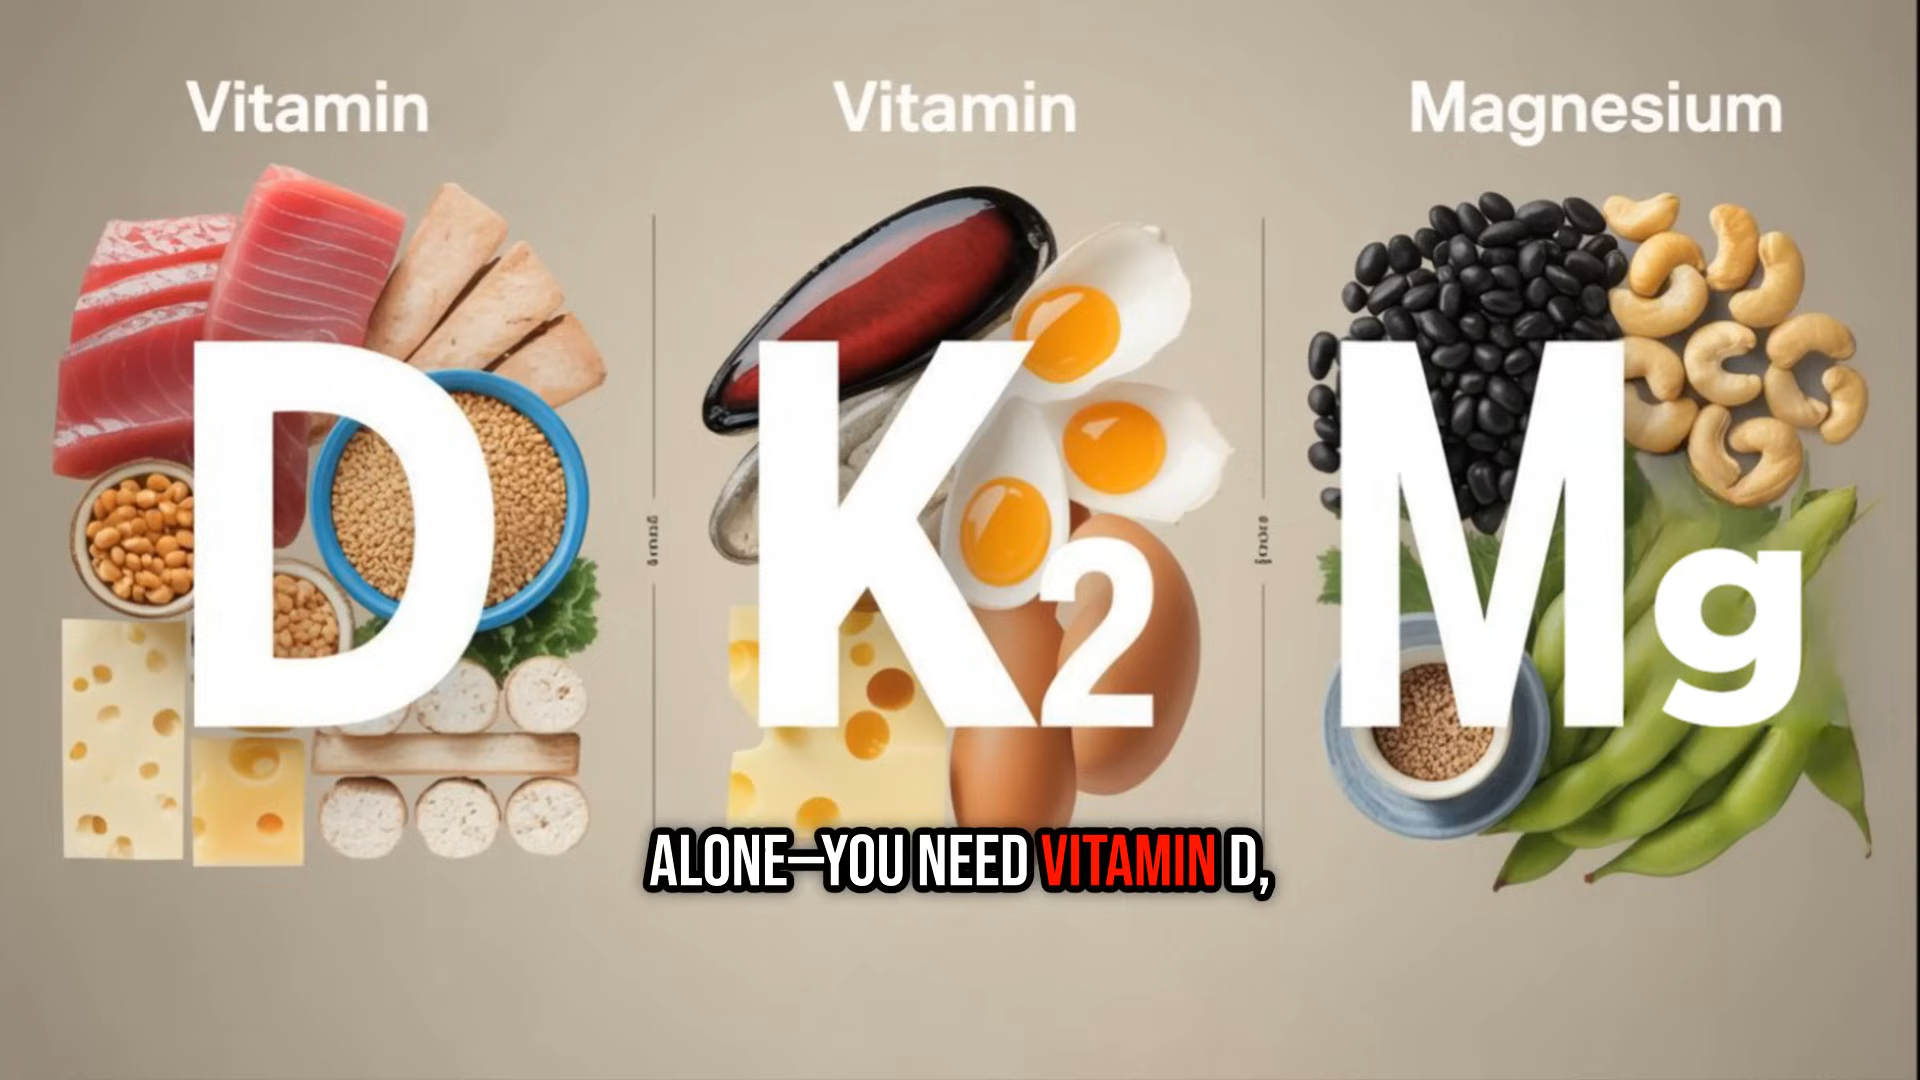 Vitamin
D
Vitamin
K2
Magnesium
Mg
ALONE—YOU NEED VITAMIN D,